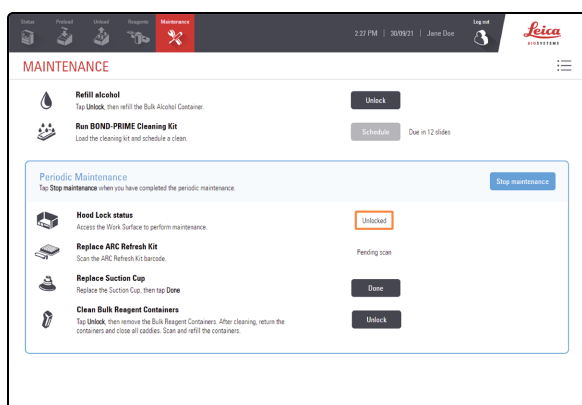 Status Preload Unload Reagents Maintenance
2:27 PM | 30/09/21 | Jane Doe
Log out
Leica
BIOSYSTEMS
MAINTENANCE
Refill alcohol
Tap Unlock, then refill the Bulk Alcohol Container.
Unlock
Run BOND-PRIME Cleaning Kit
Load the cleaning kit and schedule a clean.
Schedule Due in 12 slides
Periodic Maintenance
Tap Stop maintenance when you have completed the periodic maintenance.
Stop maintenance
Hood Lock status
Access the Work Surface to perform maintenance.
Unlocked
Replace ARC Refresh Kit
Scan the ARC Refresh Kit barcode.
Pending scan
Replace Suction Cup
Replace the Suction Cup, then tap Done
Done
Clean Bulk Reagent Containers
Tap Unlock, then remove the Bulk Reagent Containers. After cleaning, return the
containers and close all caddies. Scan and refill the containers.
Unlock